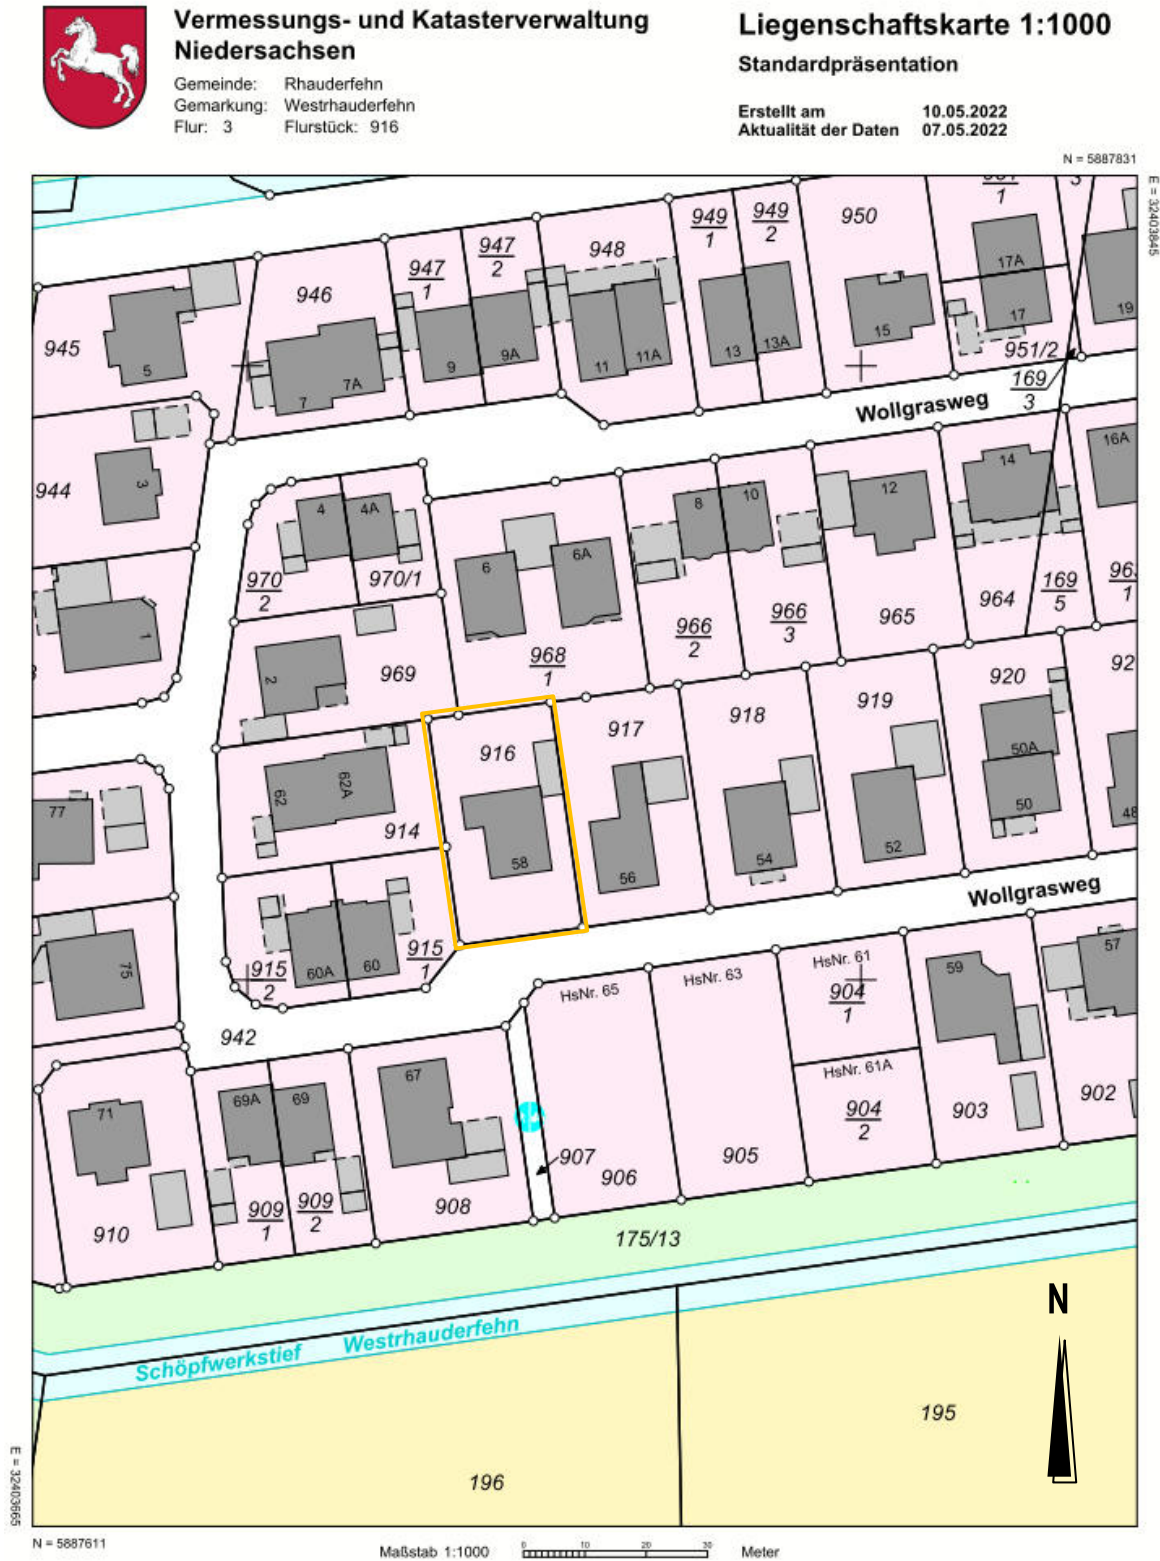 Vermessungs- und Katasterverwaltung
Niedersachsen
Gemeinde: Rhauderfehn
Gemarkung: Westrhauderfehn
Flur: 3 Flurstück: 916
Liegenschaftskarte 1:1000
Standardpräsentation
Erstellt am 10.05.2022
Aktualität der Daten 07.05.2022
N = 5887831
E = 32403845
1
3
949
1
949
2
950
947
1
947
2
948
946
945
17A
17
19
15
13
13A
11
11A
9
9A
7A
7
5
951/2
169
3
Wollgrasweg
944
3
4
4A
970
2
970/1
6
6A
8
10
12
14
16A
964
169
5
1
965
966
3
966
2
968
1
969
2
1
920
92
919
918
917
916
50A
50
48
52
54
56
58
62
62A
914
77
75
Wollgrasweg
915
1
915
2
60A
60
942
HsNr. 65
HsNr. 63
HsNr. 61
904
1
HsNr. 61A
904
2
59
57
902
903
905
906
907
67
908
69A
69
909
1
909
2
71
910
175/13
Schöpfwerkstief Westrhauderfehn
N
195
196
E = 32403665
N = 5887611
Maßstab 1:1000
0 10 20 30
Meter